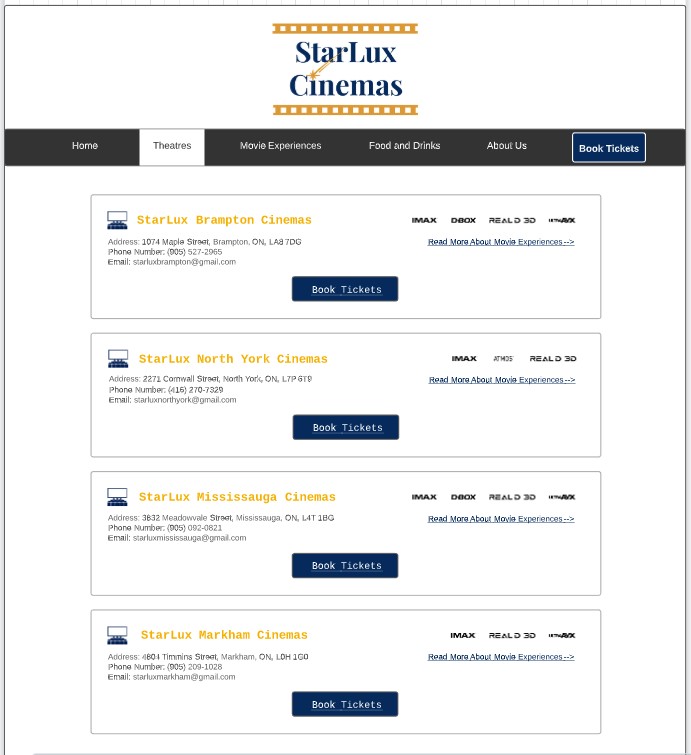 StarLux
Cinemas
Home Theatres Movie Experiences Food and Drinks About Us Book Tickets
StarLux Brampton Cinemas IMAX DBOX REAL D 3D ULTRAAVX
Address: 1074 Maple Street, Brampton, ON, LA8 7DG Read More About Movie Experiences-->
Phone Number: (905) 527-2965
Email: starluxbrampton@gmail.com
Book Tickets
StarLux North York Cinemas IMAX ATMOS REAL D 3D
Address: 2271 Cornwall Street, North York, ON, L7P 6T9 Read More About Movie Experiences-->
Phone Number: (416) 270-7329
Email: starluxnorthyork@gmail.com
Book Tickets
StarLux Mississauga Cinemas IMAX DBOX REAL D 3D ULTRAAVX
Address: 3832 Meadowvale Street, Mississauga, ON, L4T 1BG Read More About Movie Experiences-->
Phone Number: (905) 092-0821
Email: starluxmississauga@gmail.com
Book Tickets
StarLux Markham Cinemas IMAX REAL D 3D ULTRAAVX
Address: 4804 Timmins Street, Markham, ON, L0H 1G0 Read More About Movie Experiences-->
Phone Number: (905) 209-1028
Email: starluxmarkham@gmail.com
Book Tickets